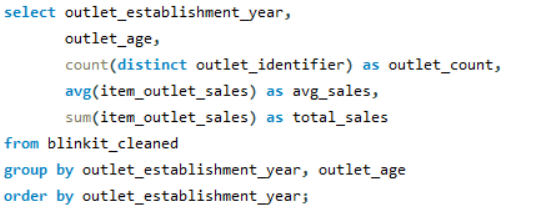 select outlet_establishment_year,
outlet_age,
count(distinct outlet_identifier) as outlet_count,
avg(item_outlet_sales) as avg_sales,
sum(item_outlet_sales) as total_sales
from blinkit_cleaned
group by outlet_establishment_year, outlet_age
order by outlet_establishment_year;